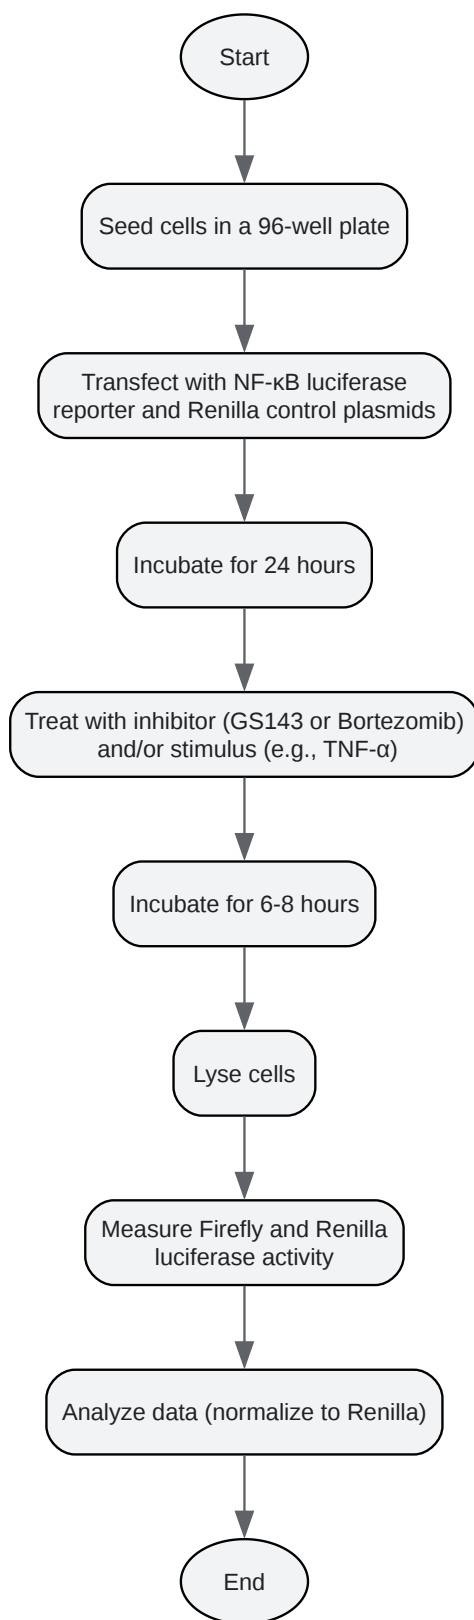 Start
Seed cells in a 96-well plate
Transfect with NF-κB luciferase
reporter and Renilla control plasmids
Incubate for 24 hours
Treat with inhibitor (GS143 or Bortezomib)
and/or stimulus (e.g., TNF-α)
Incubate for 6-8 hours
Lyse cells
Measure Firefly and Renilla
luciferase activity
Analyze data (normalize to Renilla)
End